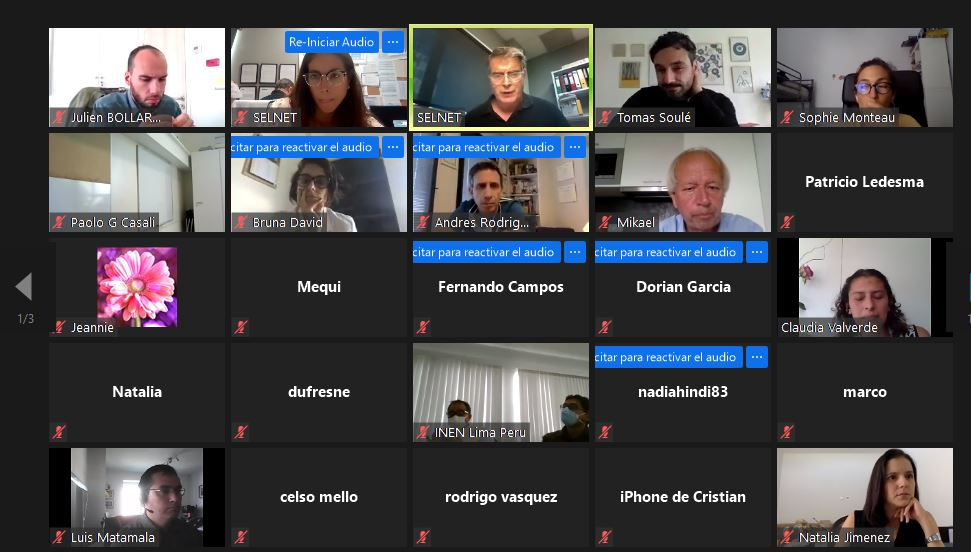 Julien BOLLAR...
Re-Iniciar Audio
...
SELNET
SELNET
Tomas Soulé
Sophie Monteau
Paolo G Casali
citar para reactivar el audio
...
Bruna David
citar para reactivar el audio
...
Andres Rodrig...
Mikael
Patricio Ledesma
1/3
Jeannie
Mequi
citar para reactivar el audio
...
Fernando Campos
citar para reactivar el audio
...
Dorian Garcia
Claudia Valverde
Natalia
dufresne
INEN Lima Peru
citar para reactivar el audio
...
nadiahindi83
marco
Luis Matamala
celso mello
rodrigo vasquez
iPhone de Cristian
Natalia Jimenez